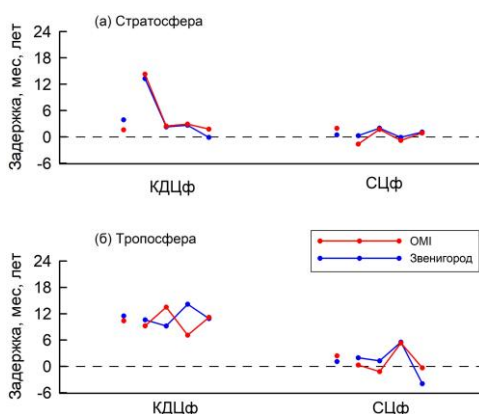 (а) Стратосфера
Задержка, мес, лет
24
18
12
6
0
-6
КДЦф
СЦф
(б) Тропосфера
OMI
Звенигород
Задержка, мес, лет
24
18
12
6
0
-6
КДЦф
СЦф